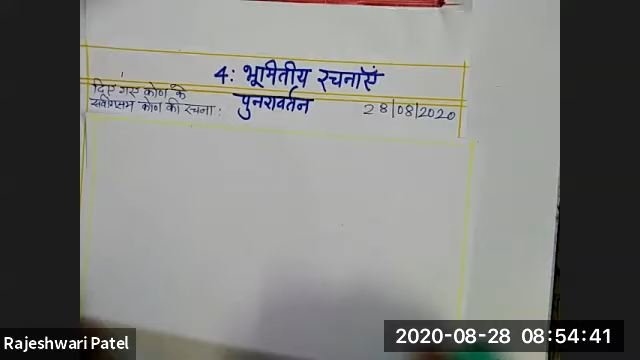 4: भूमितीय रचनाएँ
दिए गए कोण के पुनरावर्तन 28/08/2020
सर्वांगसम कोण की रचना :
Rajeshwari Patel
2020-08-28 08:54:41